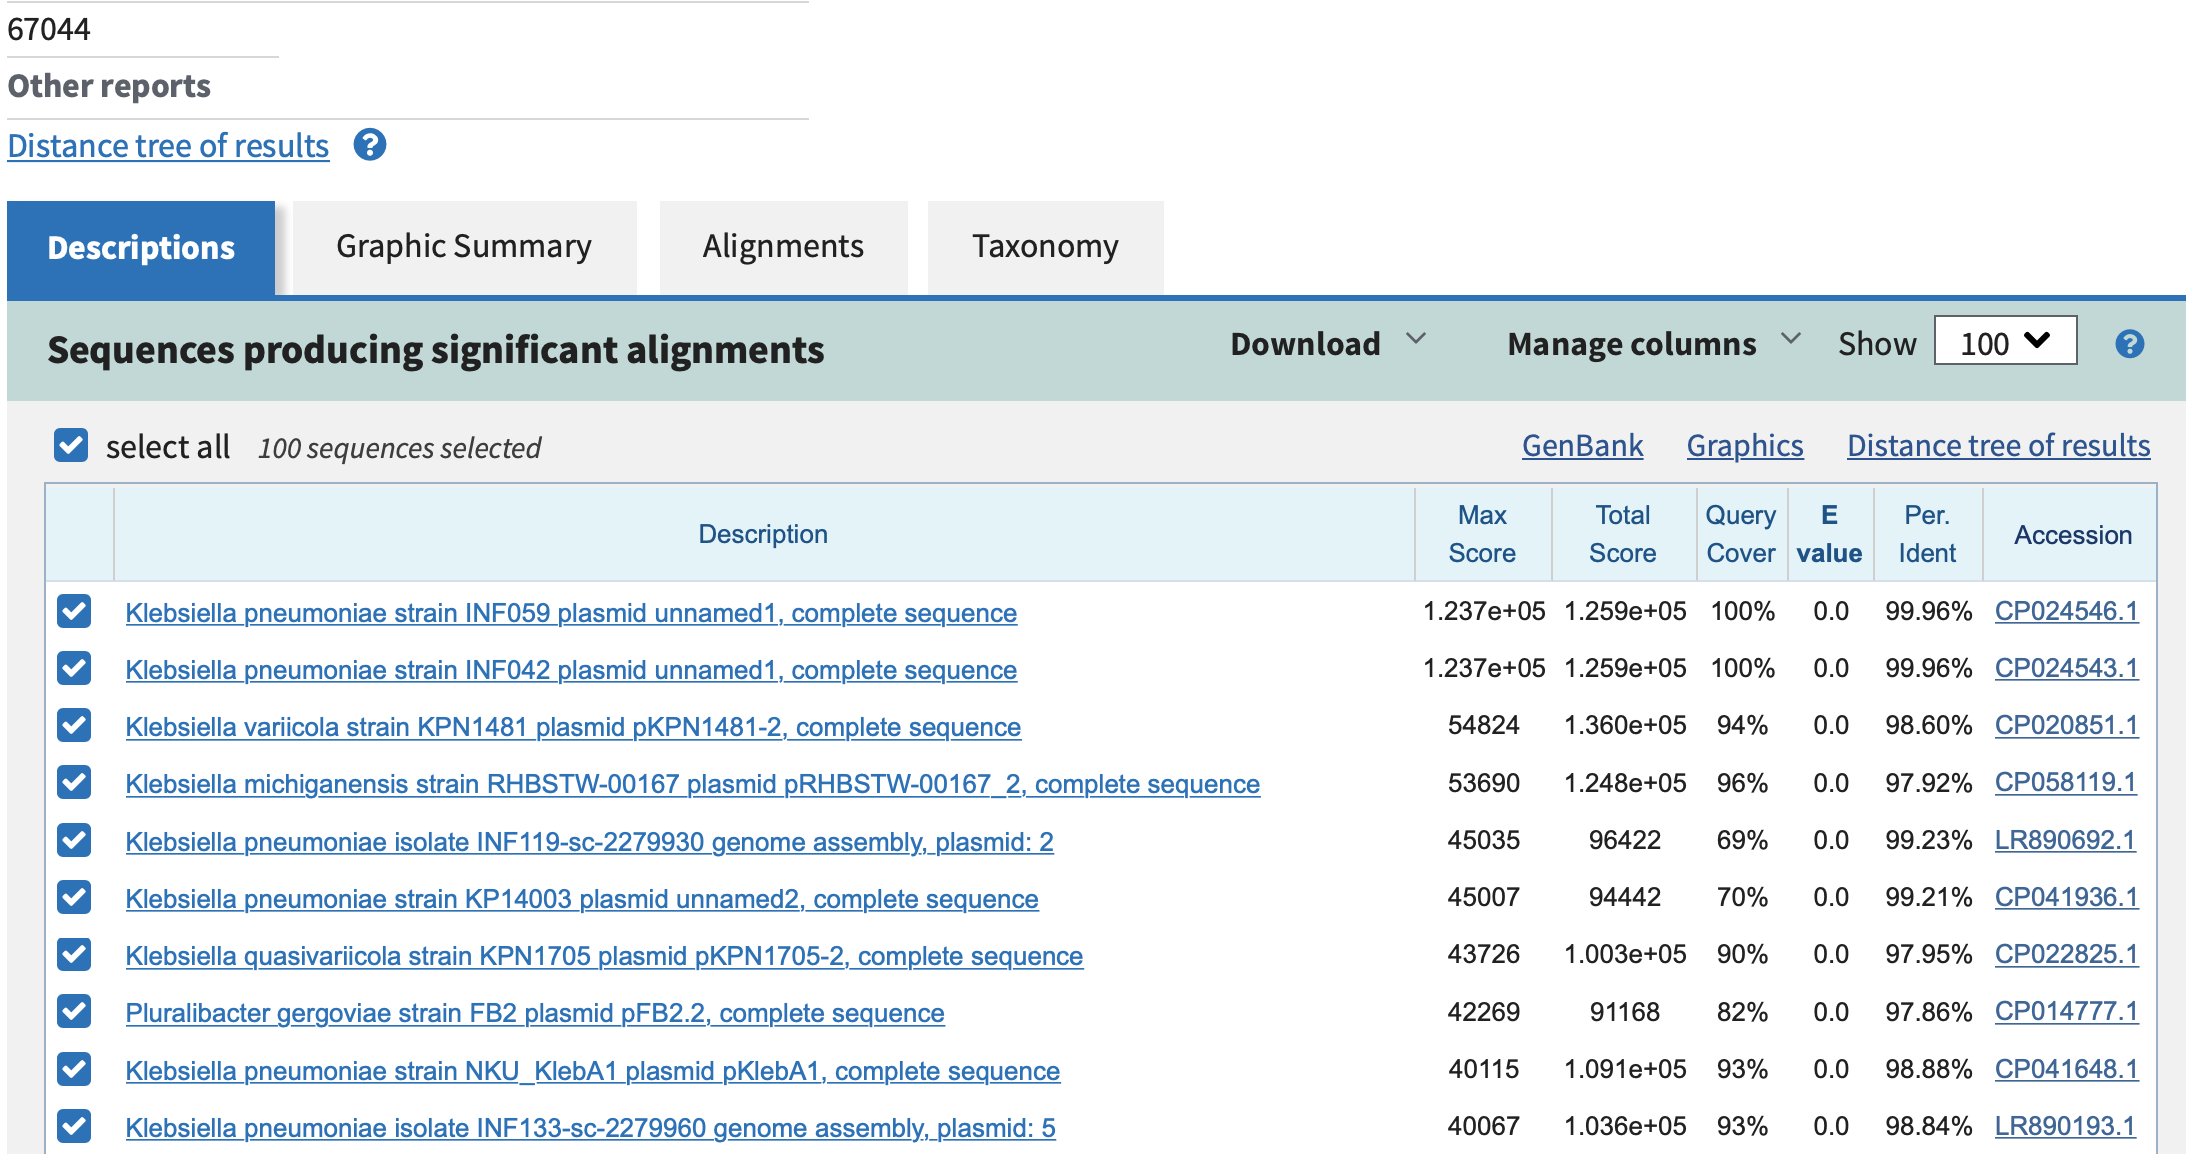 67044
Other reports
Distance tree of results ?
Descriptions Graphic Summary Alignments Taxonomy
Sequences producing significant alignments Download Manage columns Show 100 ?
select all 100 sequences selected GenBank Graphics Distance tree of results
Description Max Score Total Score Query Cover E value Per. Ident Accession
Klebsiella pneumoniae strain INF059 plasmid unnamed1, complete sequence 1.237e+05 1.259e+05 100% 0.0 99.96% CP024546.1
Klebsiella pneumoniae strain INF042 plasmid unnamed1, complete sequence 1.237e+05 1.259e+05 100% 0.0 99.96% CP024543.1
Klebsiella variicola strain KPN1481 plasmid pKPN1481-2, complete sequence 54824 1.360e+05 94% 0.0 98.60% CP020851.1
Klebsiella michiganensis strain RHBSTW-00167 plasmid pRHBSTW-00167_2, complete sequence 53690 1.248e+05 96% 0.0 97.92% CP058119.1
Klebsiella pneumoniae isolate INF119-sc-2279930 genome assembly, plasmid: 2 45035 96422 69% 0.0 99.23% LR890692.1
Klebsiella pneumoniae strain KP14003 plasmid unnamed2, complete sequence 45007 94442 70% 0.0 99.21% CP041936.1
Klebsiella quasivariicola strain KPN1705 plasmid pKPN1705-2, complete sequence 43726 1.003e+05 90% 0.0 97.95% CP022825.1
Pluralibacter gergoviae strain FB2 plasmid pFB2.2, complete sequence 42269 91168 82% 0.0 97.86% CP014777.1
Klebsiella pneumoniae strain NKU_KlebA1 plasmid pKlebA1, complete sequence 40115 1.091e+05 93% 0.0 98.88% CP041648.1
Klebsiella pneumoniae isolate INF133-sc-2279960 genome assembly, plasmid: 5 40067 1.036e+05 93% 0.0 98.84% LR890193.1